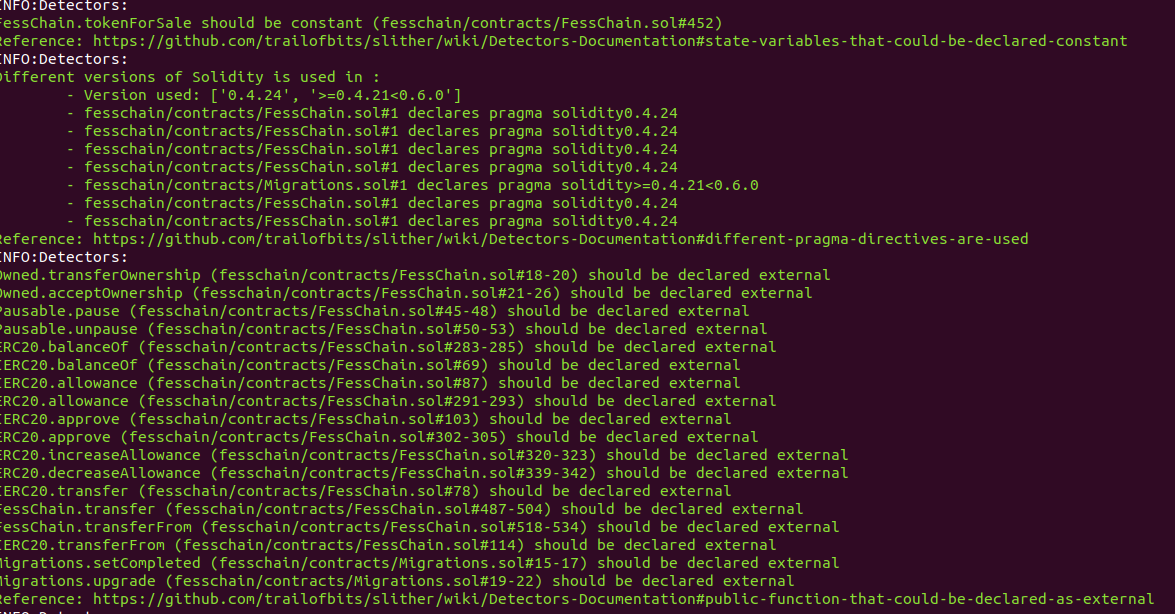 INFO:Detectors:
FessChain.tokenForSale should be constant (fesschain/contracts/FessChain.sol#452)
Reference: https://github.com/trailofbits/slither/wiki/Detectors-Documentation#state-variables-that-could-be-declared-constant
INFO:Detectors:
Different versions of Solidity is used in :
- Version used: ['0.4.24', '>=0.4.21<0.6.0']
- fesschain/contracts/FessChain.sol#1 declares pragma solidity0.4.24
- fesschain/contracts/FessChain.sol#1 declares pragma solidity0.4.24
- fesschain/contracts/FessChain.sol#1 declares pragma solidity0.4.24
- fesschain/contracts/FessChain.sol#1 declares pragma solidity0.4.24
- fesschain/contracts/Migrations.sol#1 declares pragma solidity>=0.4.21<0.6.0
- fesschain/contracts/FessChain.sol#1 declares pragma solidity0.4.24
- fesschain/contracts/FessChain.sol#1 declares pragma solidity0.4.24
Reference: https://github.com/trailofbits/slither/wiki/Detectors-Documentation#different-pragma-directives-are-used
INFO:Detectors:
Owned.transferOwnership (fesschain/contracts/FessChain.sol#18-20) should be declared external
Owned.acceptOwnership (fesschain/contracts/FessChain.sol#21-26) should be declared external
Pausable.pause (fesschain/contracts/FessChain.sol#45-48) should be declared external
Pausable.unpause (fesschain/contracts/FessChain.sol#50-53) should be declared external
ERC20.balanceOf (fesschain/contracts/FessChain.sol#283-285) should be declared external
IERC20.balanceOf (fesschain/contracts/FessChain.sol#69) should be declared external
IERC20.allowance (fesschain/contracts/FessChain.sol#87) should be declared external
ERC20.allowance (fesschain/contracts/FessChain.sol#291-293) should be declared external
IERC20.approve (fesschain/contracts/FessChain.sol#103) should be declared external
ERC20.approve (fesschain/contracts/FessChain.sol#302-305) should be declared external
ERC20.increaseAllowance (fesschain/contracts/FessChain.sol#320-323) should be declared external
ERC20.decreaseAllowance (fesschain/contracts/FessChain.sol#339-342) should be declared external
IERC20.transfer (fesschain/contracts/FessChain.sol#78) should be declared external
FessChain.transfer (fesschain/contracts/FessChain.sol#487-504) should be declared external
FessChain.transferFrom (fesschain/contracts/FessChain.sol#518-534) should be declared external
IERC20.transferFrom (fesschain/contracts/FessChain.sol#114) should be declared external
Migrations.setCompleted (fesschain/contracts/Migrations.sol#15-17) should be declared external
Migrations.upgrade (fesschain/contracts/Migrations.sol#19-22) should be declared external
Reference: https://github.com/trailofbits/slither/wiki/Detectors-Documentation#public-function-that-could-be-declared-as-external
INFO:Detectors: